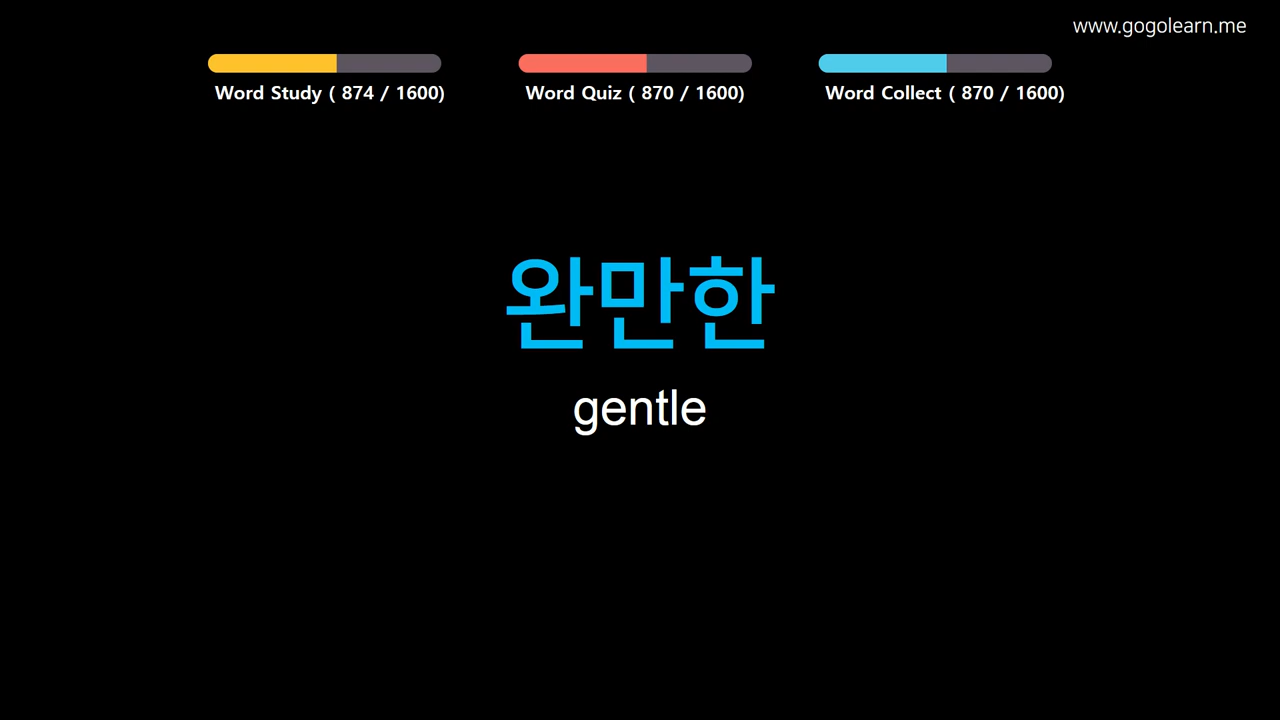 www.gogolearn.me
Word Study ( 874 / 1600)
Word Quiz ( 870 / 1600)
Word Collect ( 870 / 1600)
완만한
gentle